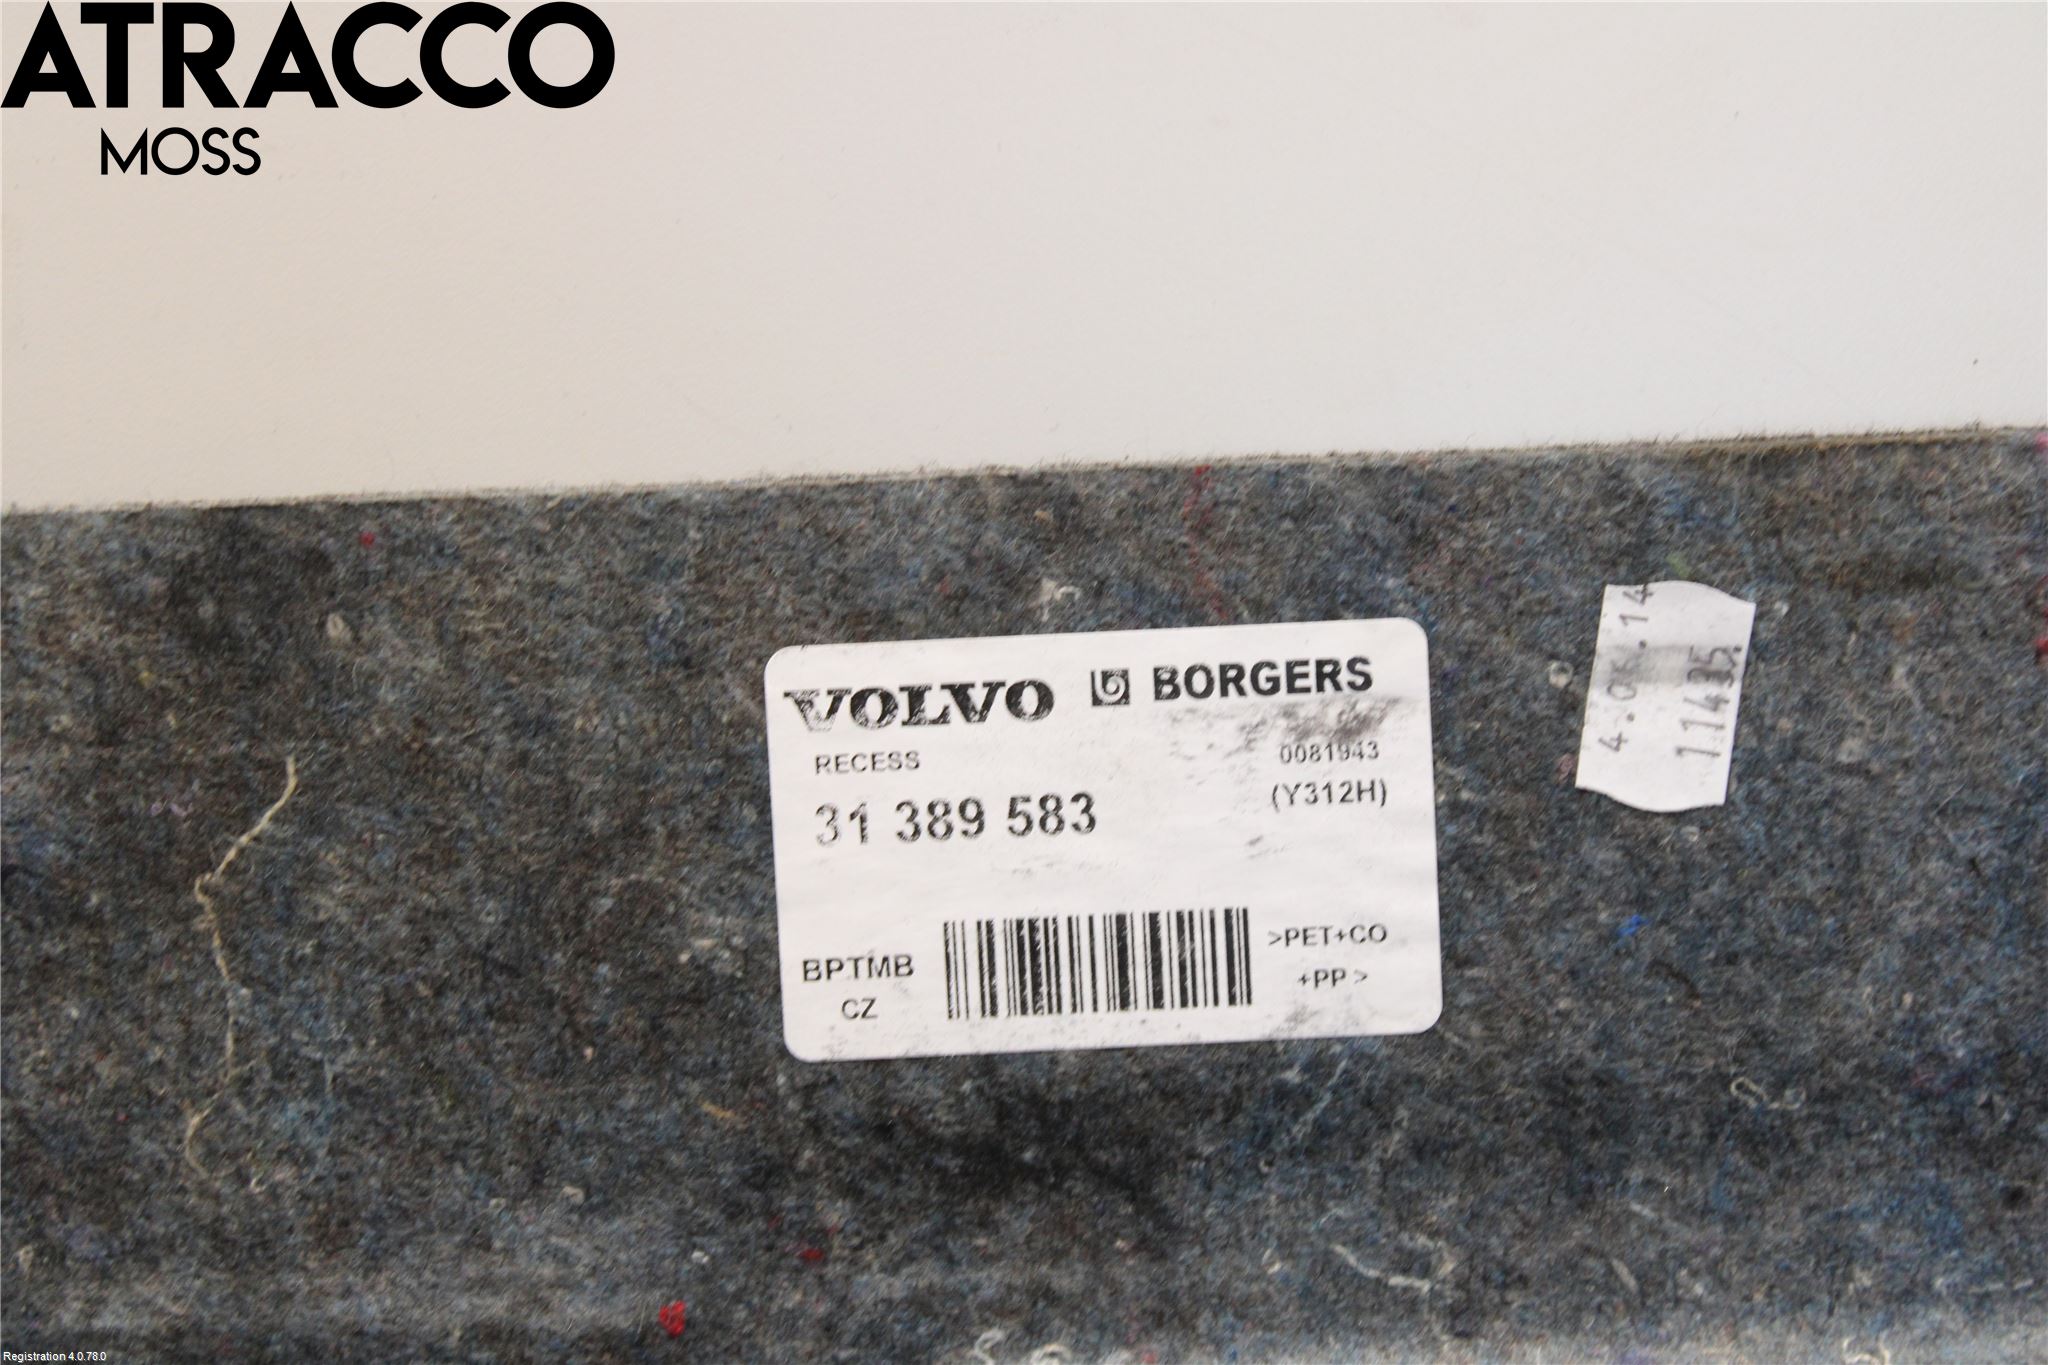 ATRACCO
MOSS
VOLVO BORGERS
RECESS 0081943
31 389 583 (Y312H)
BPTMB >PET+CO
CZ +PP >
Registration 4.0.78.0